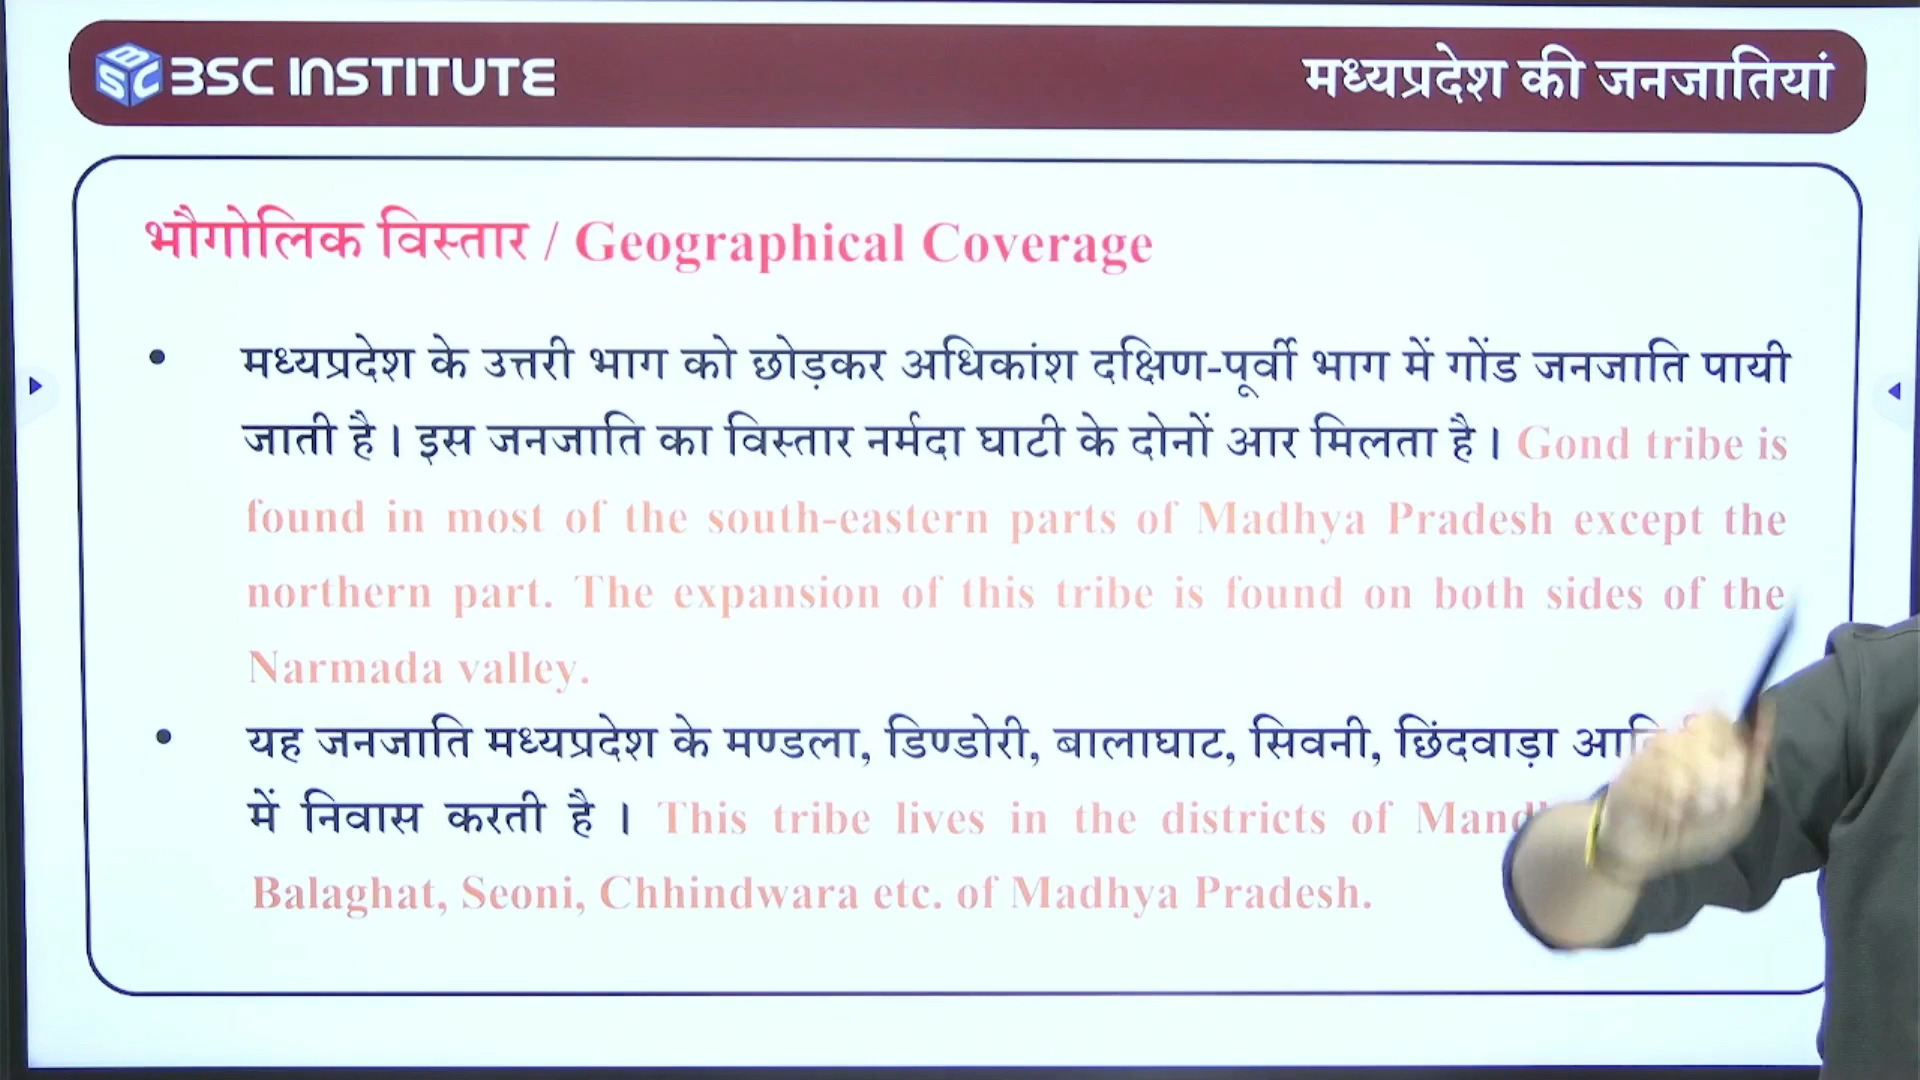 BSC INSTITUTE
मध्यप्रदेश की जनजातियां
भौगोलिक विस्तार / Geographical Coverage
• मध्यप्रदेश के उत्तरी भाग को छोड़कर अधिकांश दक्षिण-पूर्वी भाग में गोंड जनजाति पायी
जाती है। इस जनजाति का विस्तार नर्मदा घाटी के दोनों आर मिलता है। Gond tribe is
found in most of the south-eastern parts of Madhya Pradesh except the
northern part. The expansion of this tribe is found on both sides of the
Narmada valley.
• यह जनजाति मध्यप्रदेश के मण्डला, डिण्डोरी, बालाघाट, सिवनी, छिंदवाड़ा
में निवास करती है । This tribe lives in the districts of
Balaghat, Seoni, Chhindwara etc. of Madhya Pradesh.